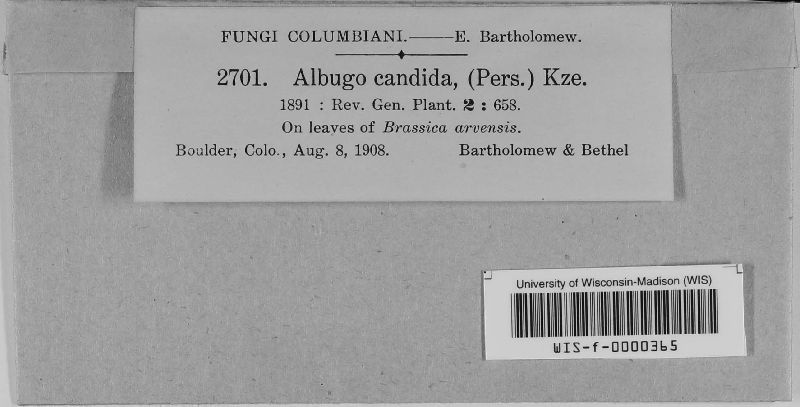 FUNGI COLUMBIANI.——E. Bartholomew.
2701. Albugo candida, (Pers.) Kze.
1891 : Rev. Gen. Plant. 2 : 658.
On leaves of Brassica arvensis.
Boulder, Colo., Aug. 8, 1908. Bartholomew & Bethel
University of Wisconsin-Madison (WIS)
WIS-f-0000365